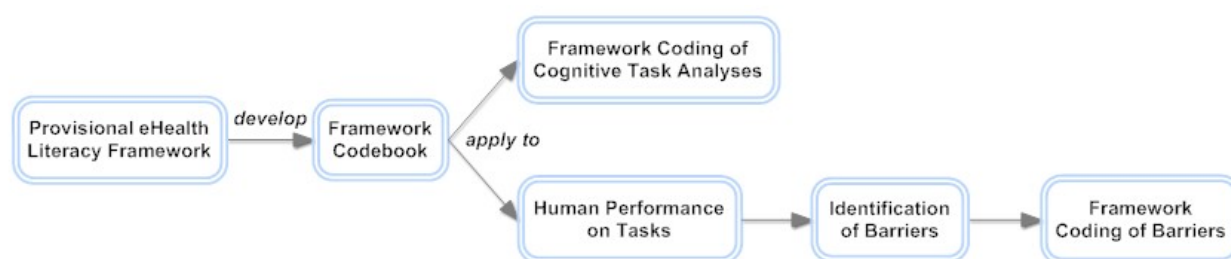 Framework Coding of
Cognitive Task Analyses
Provisional eHealth
Literacy Framework
develop
Framework
Codebook
apply to
Human Performance
on Tasks
Identification
of Barriers
Framework
Coding of Barriers